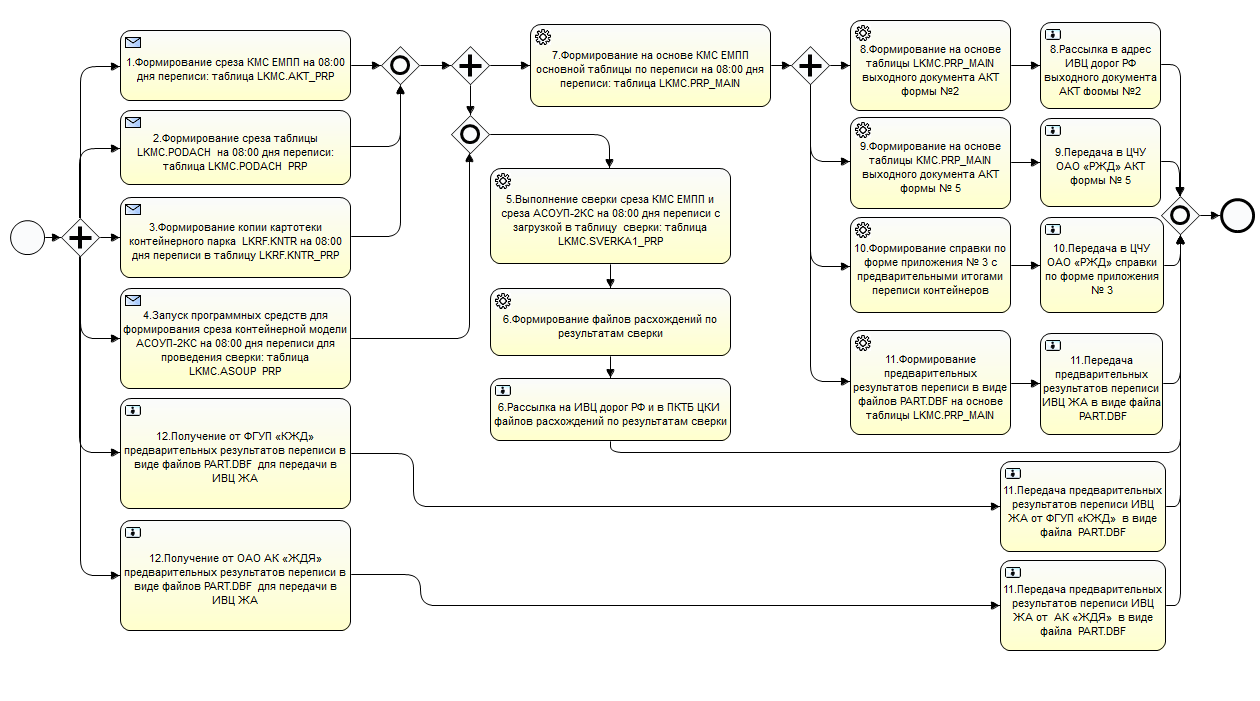 1.Формирование среза КМС ЕМПП на 08:00
дня переписи: таблица LKMC.AKT_PRP
2.Формирование среза таблицы
LKMC.PODACH на 08:00 дня переписи:
таблица LKMC.PODACH PRP
3.Формирование копии картотеки
контейнерного парка LKRF.KNTR на 08:00
дня переписи в таблицу LKRF.KNTR_PRP
4.Запуск программных средств для
формирования среза контейнерной модели
АСОУП-2КС на 08:00 дня переписи для
проведения сверки: таблица
LKMC.ASOUP PRP
12.Получение от ФГУП «КЖД»
предварительных результатов переписи в
виде файлов PART.DBF для передачи в
ИВЦ ЖА
12.Получение от ОАО АК «ЖДЯ»
предварительных результатов переписи в
виде файлов PART.DBF для передачи в
ИВЦ ЖА
7.Формирование на основе КМС ЕМПП
основной таблицы по переписи на 08:00 дня
переписи: таблица LKMC.PRP_MAIN
5.Выполнение сверки среза КМС ЕМПП и
среза АСОУП-2КС на 08:00 дня переписи с
загрузкой в таблицу сверки: таблица
LKMC.SVERKA1_PRP
6.Формирование файлов расхождений по
результатам сверки
6.Рассылка на ИВЦ дорог РФ и в ПКТБ ЦКИ
файлов расхождений по результатам сверки
8.Формирование на основе
таблицы LKMC.PRP_MAIN
выходного документа АКТ
формы №2
8.Рассылка в адрес
ИВЦ дорог РФ
выходного документа
АКТ формы №2
9.Формирование на основе
таблицы KMC.PRP_MAIN
выходного документа АКТ
формы № 5
9.Передача в ЦЧУ
ОАО «РЖД» АКТ
формы № 5
10.Формирование справки по
форме приложения № 3 с
предварительными итогами
переписи контейнеров
10.Передача в ЦЧУ
ОАО «РЖД» справки
по форме приложения
№ 3
11.Формирование
предварительных
результатов переписи в виде
файлов PART.DBF на основе
таблицы LKMC.PRP_MAIN
11.Передача
предварительных
результатов переписи
ИВЦ ЖА в виде файла
PART.DBF
11.Передача предварительных
результатов переписи ИВЦ
ЖА от ФГУП «КЖД» в виде
файла PART.DBF
11.Передача предварительных
результатов переписи ИВЦ
ЖА от АК «ЖДЯ» в виде
файла PART.DBF